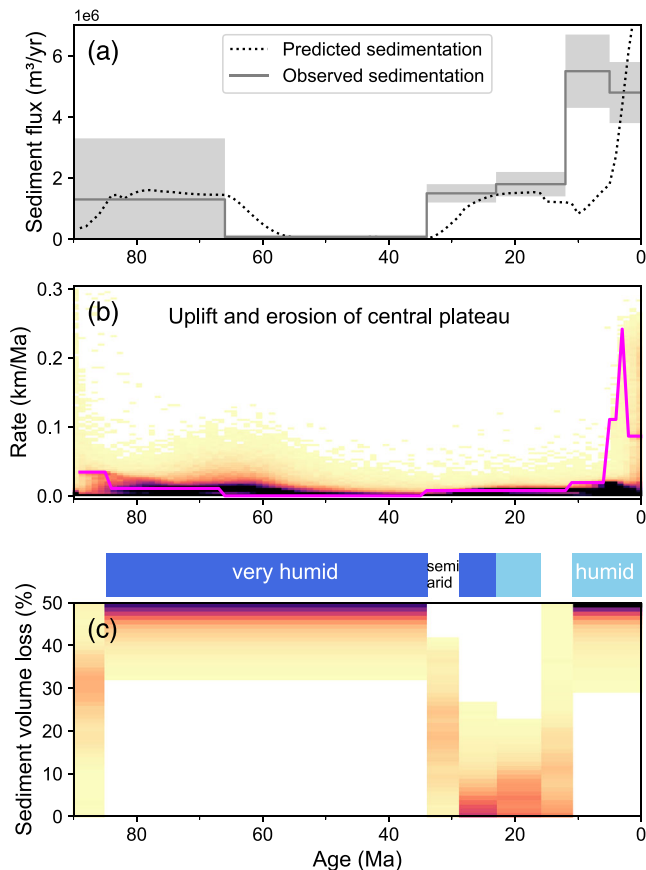 1e6
(a)
Predicted sedimentation
Observed sedimentation
Sediment flux (m³/yr)
6
4
2
0
80
60
40
20
0
(b)
Uplift and erosion of central plateau
Rate (km/Ma)
0.3
0.2
0.1
0.0
80
60
40
20
0
very humid
semi
arid
humid
(c)
Sediment volume loss (%)
50
40
30
20
10
0
80
60
40
20
0
Age (Ma)